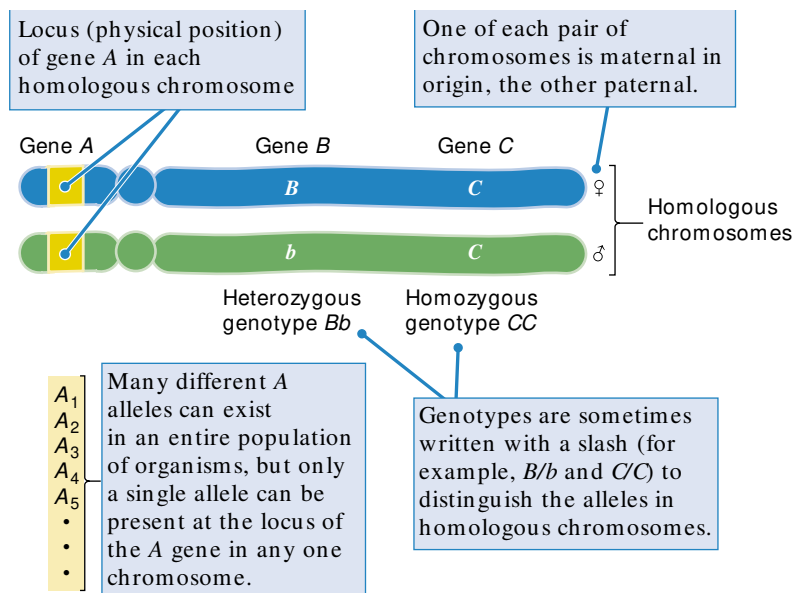 Locus (physical position)
of gene A in each
homologous chromosome
One of each pair of
chromosomes is maternal in
origin, the other paternal.
Gene A
Gene B
Gene C
B
C
♀
b
C
♂
Homologous
chromosomes
Heterozygous
genotype Bb
Homozygous
genotype CC
A1
A2
A3
A4
A5
•
•
•
Many different A
alleles can exist
in an entire population
of organisms, but only
a single allele can be
present at the locus of
the A gene in any one
chromosome.
Genotypes are sometimes
written with a slash (for
example, B/b and C/C) to
distinguish the alleles in
homologous chromosomes.